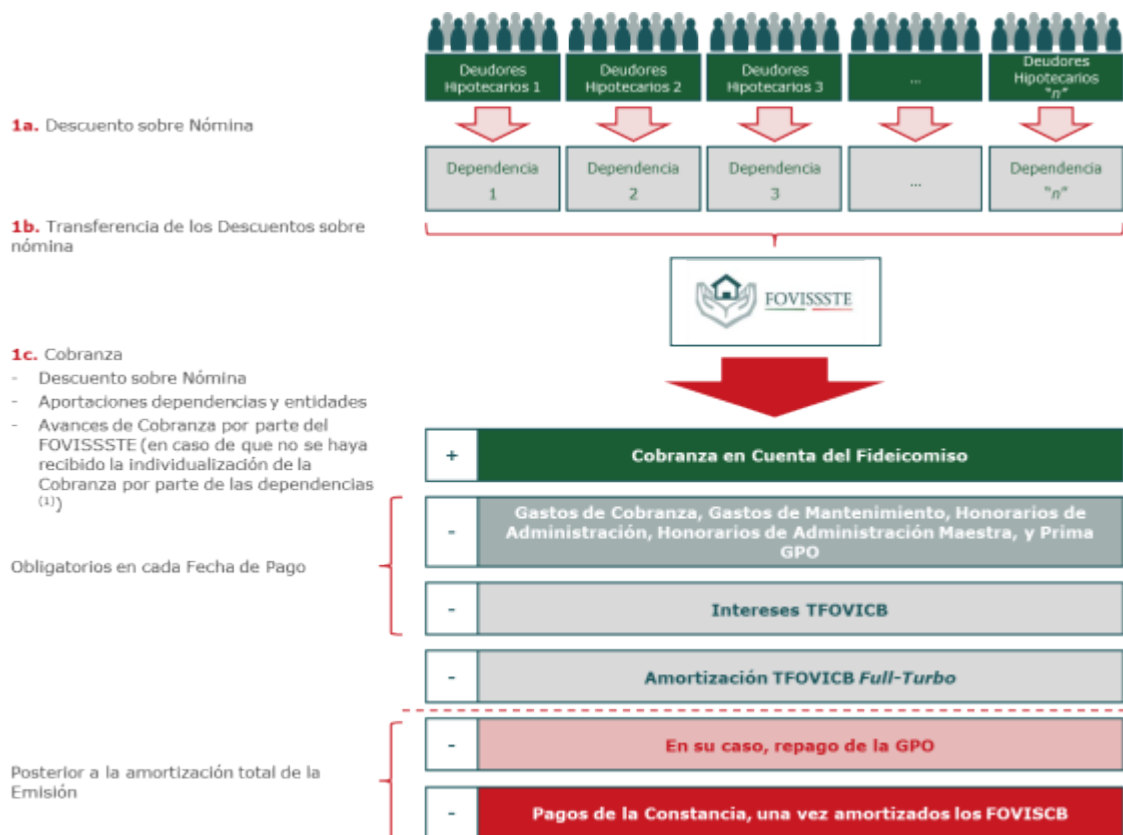 Deudores
Hipotecarios 1
Deudores
Hipotecarios 2
Deudores
Hipotecarios 3
...
Deudores
Hipotecarios
"n"
1a. Descuento sobre Nómina
Dependencia
1
Dependencia
2
Dependencia
3
...
Dependencia
"n"
1b. Transferencia de los Descuentos sobre
nómina
FOVISSSTE
1c. Cobranza
- Descuento sobre Nómina
- Aportaciones dependencias y entidades
- Avances de Cobranza por parte del
FOVISSSTE (en caso de que no se haya
recibido la individualización de la
Cobranza por parte de las dependencias
(1))
+ Cobranza en Cuenta del Fideicomiso
Obligatorios en cada Fecha de Pago
- Gastos de Cobranza, Gastos de Mantenimiento, Honorarios de
Administración, Honorarios de Administración Maestra, y Prima
GPO
- Intereses TFOVICB
- Amortización TFOVICB Full-Turbo
Posterior a la amortización total de la
Emisión
- En su caso, repago de la GPO
- Pagos de la Constancia, una vez amortizados los FOVISCB